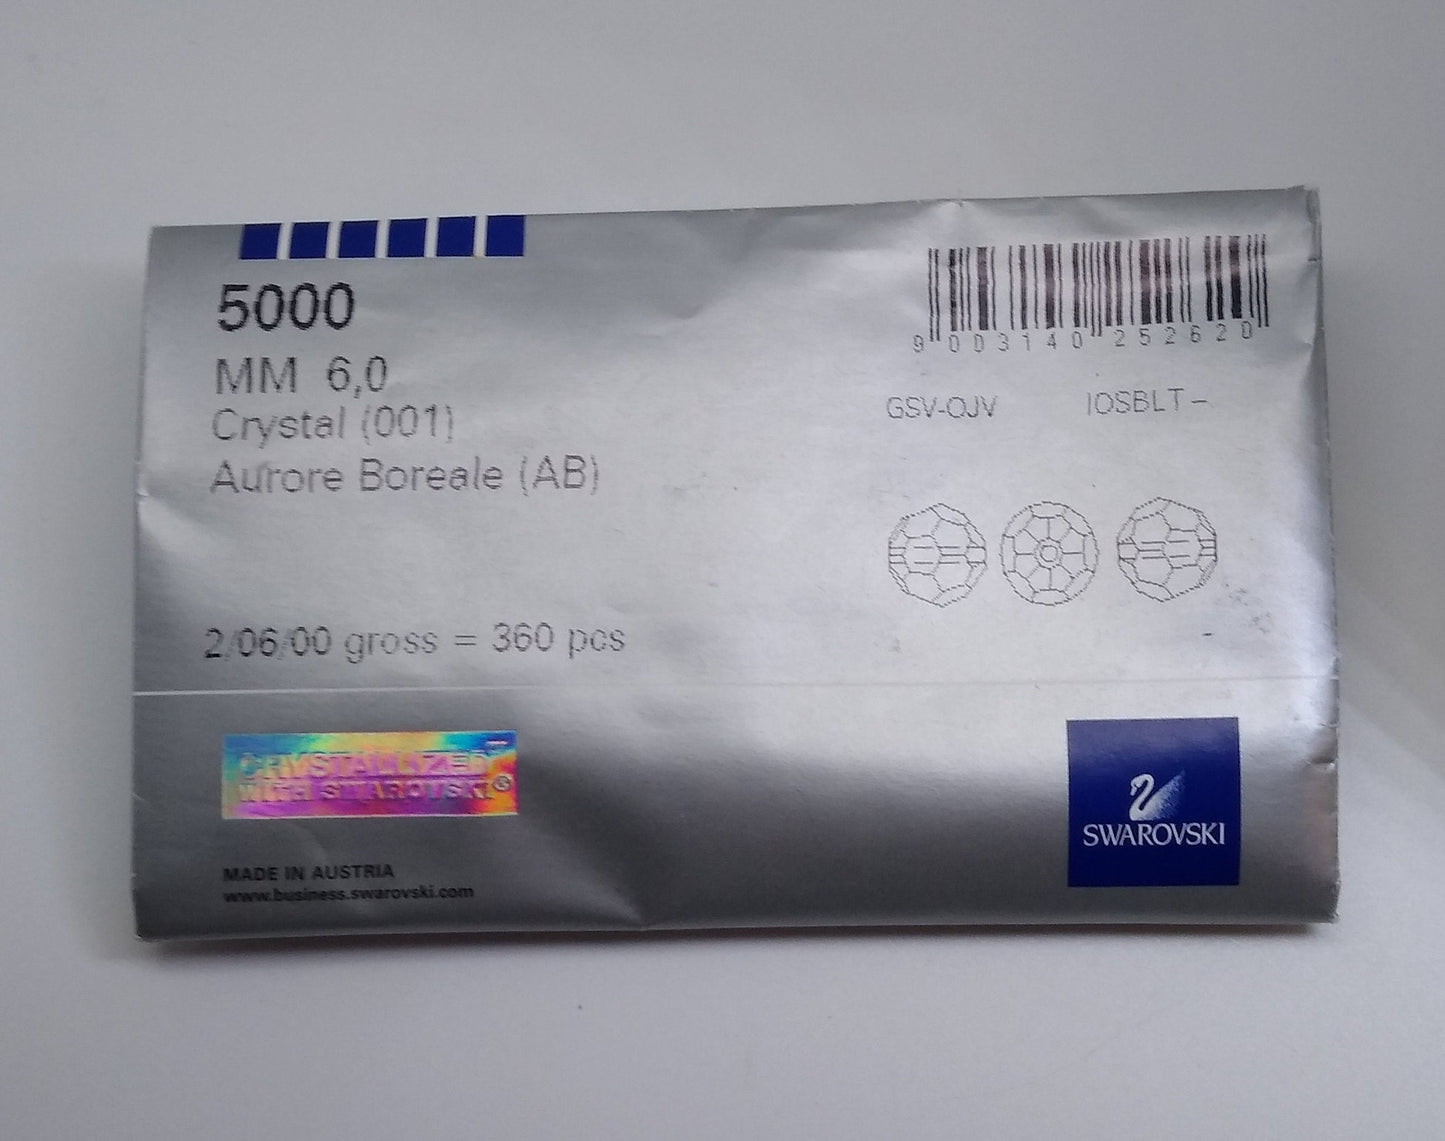 5000
MM 6,0
Crystal (001)
Aurore Boreale (AB)
9 003140 252620
GSV-OJV IOSBLT -
2/06/00 gross = 360 pcs
-
CRYSTALLIZED
WITH SWAROVSKI®
MADE IN AUSTRIA
www.business.swarovski.com
SWAROVSKI